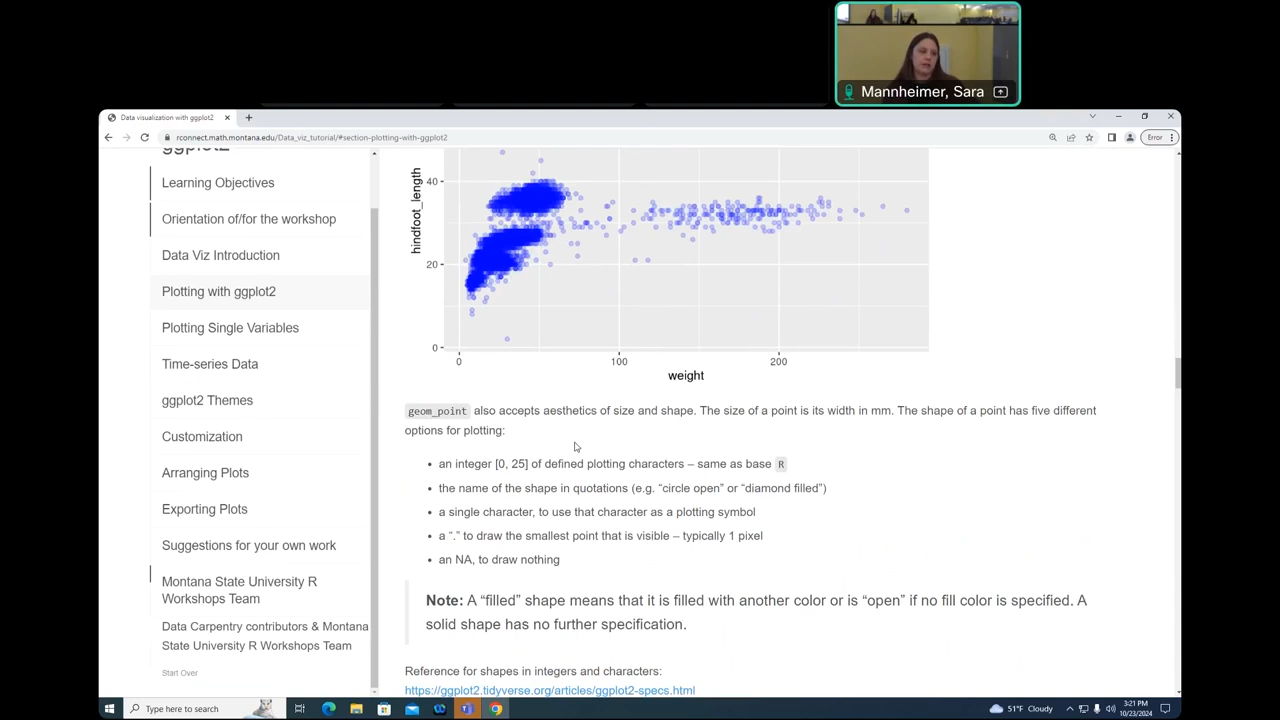 Mannheimer, Sara
Data visualization with ggplot2
rconnect.math.montana.edu/Data_viz_tutorial/#section-plotting-with-ggplot2
Error
ggplot2
Learning Objectives
Orientation of/for the workshop
Data Viz Introduction
Plotting with ggplot2
Plotting Single Variables
Time-series Data
ggplot2 Themes
Customization
Arranging Plots
Exporting Plots
Suggestions for your own work
Montana State University R
Workshops Team
Data Carpentry contributors & Montana
State University R Workshops Team
Start Over
hindfoot_length
40
20
0
0
100
200
weight
geom_point also accepts aesthetics of size and shape. The size of a point is its width in mm. The shape of a point has five different
options for plotting:
• an integer [0, 25] of defined plotting characters – same as base R
• the name of the shape in quotations (e.g. “circle open” or “diamond filled”)
• a single character, to use that character as a plotting symbol
• a “.” to draw the smallest point that is visible – typically 1 pixel
• an NA, to draw nothing
Note: A “filled” shape means that it is filled with another color or is “open” if no fill color is specified. A
solid shape has no further specification.
Reference for shapes in integers and characters:
https://ggplot2.tidyverse.org/articles/ggplot2-specs.html
Type here to search
51°F Cloudy
3:21 PM
10/23/2024